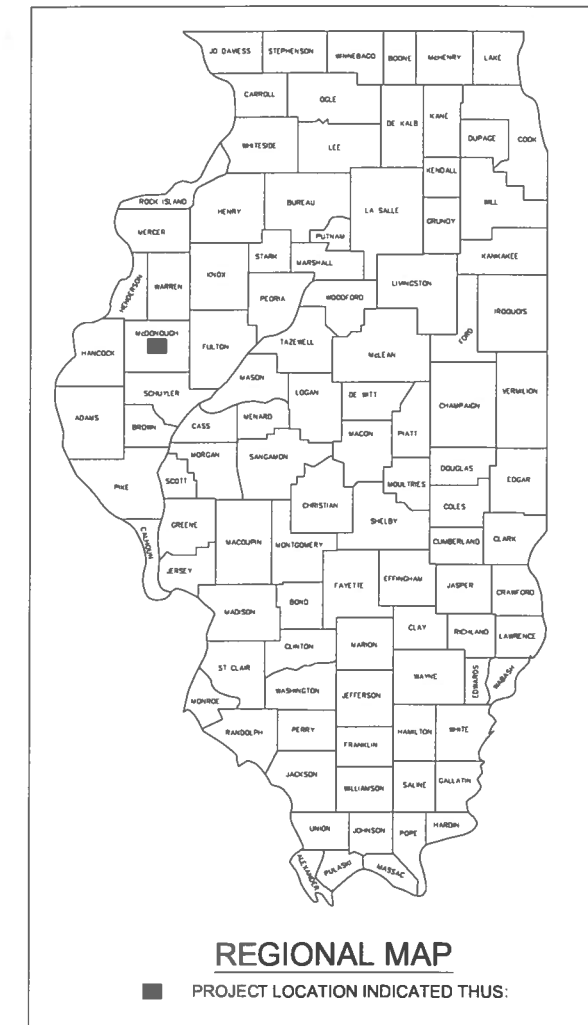 JO DAVIESS STEPHENSON WINNEBAGO BOONE McHENRY LAKE
CARROLL OGLE DE KALB KANE DUPAGE COOK
WHITESIDE LEE KENDALL
ROCK ISLAND HENRY BUREAU LA SALLE GRUNDY WILL
MERCER PUTNAM KANKAKEE
HENDERSON WARREN KNOX STARK MARSHALL LIVINGSTON
PEORIA WOODFORD FORD IROQUOIS
HANCOCK McDONOUGH FULTON TAZEWELL McLEAN
ADAMS SCHUYLER MASON LOGAN DE WITT CHAMPAIGN VERMILION
BROWN CASS MENARD MACON PIATT
PIKE SCOTT MORGAN SANGAMON MOULTRIES DOUGLAS EDGAR
CALHOUN GREENE MACOUPIN CHRISTIAN SHELBY COLES
JERSEY MONTGOMERY CUMBERLAND CLARK
MADISON BOND FAYETTE EFFINGHAM JASPER CRAWFORD
ST CLAIR CLINTON MARION CLAY RICHLAND LAWRENCE
MONROE WASHINGTON JEFFERSON WAYNE EDWARDS WABASH
RANDOLPH PERRY FRANKLIN HAMILTON WHITE
JACKSON WILLIAMSON SALINE GALLATIN
UNION JOHNSON POPE HARDIN
ALEXANDER PULASKI MASSAC
REGIONAL MAP
PROJECT LOCATION INDICATED THUS: